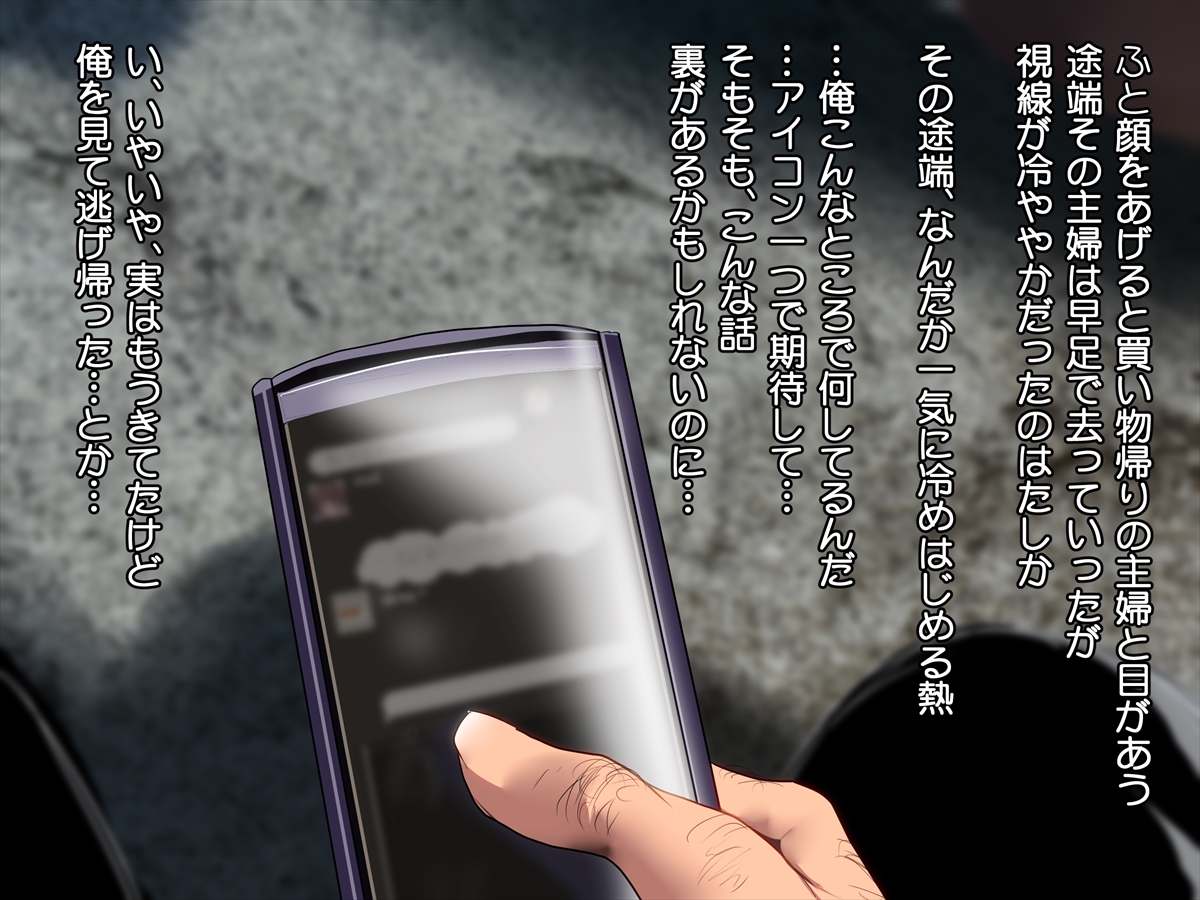 ふと顔をあげると買い物帰りの主婦と目があう
途端その主婦は早足で去っていったが
視線が冷ややかだったのはたしか
その途端、なんだか一気に冷めはじめる熱
…俺こんなところで何してるんだ
…アイコン一つで期待して…
そもそも、こんな話
裏があるかもしれないのに…
い、いやいや、実はもうきてたけど
俺を見て逃げ帰った…とか…